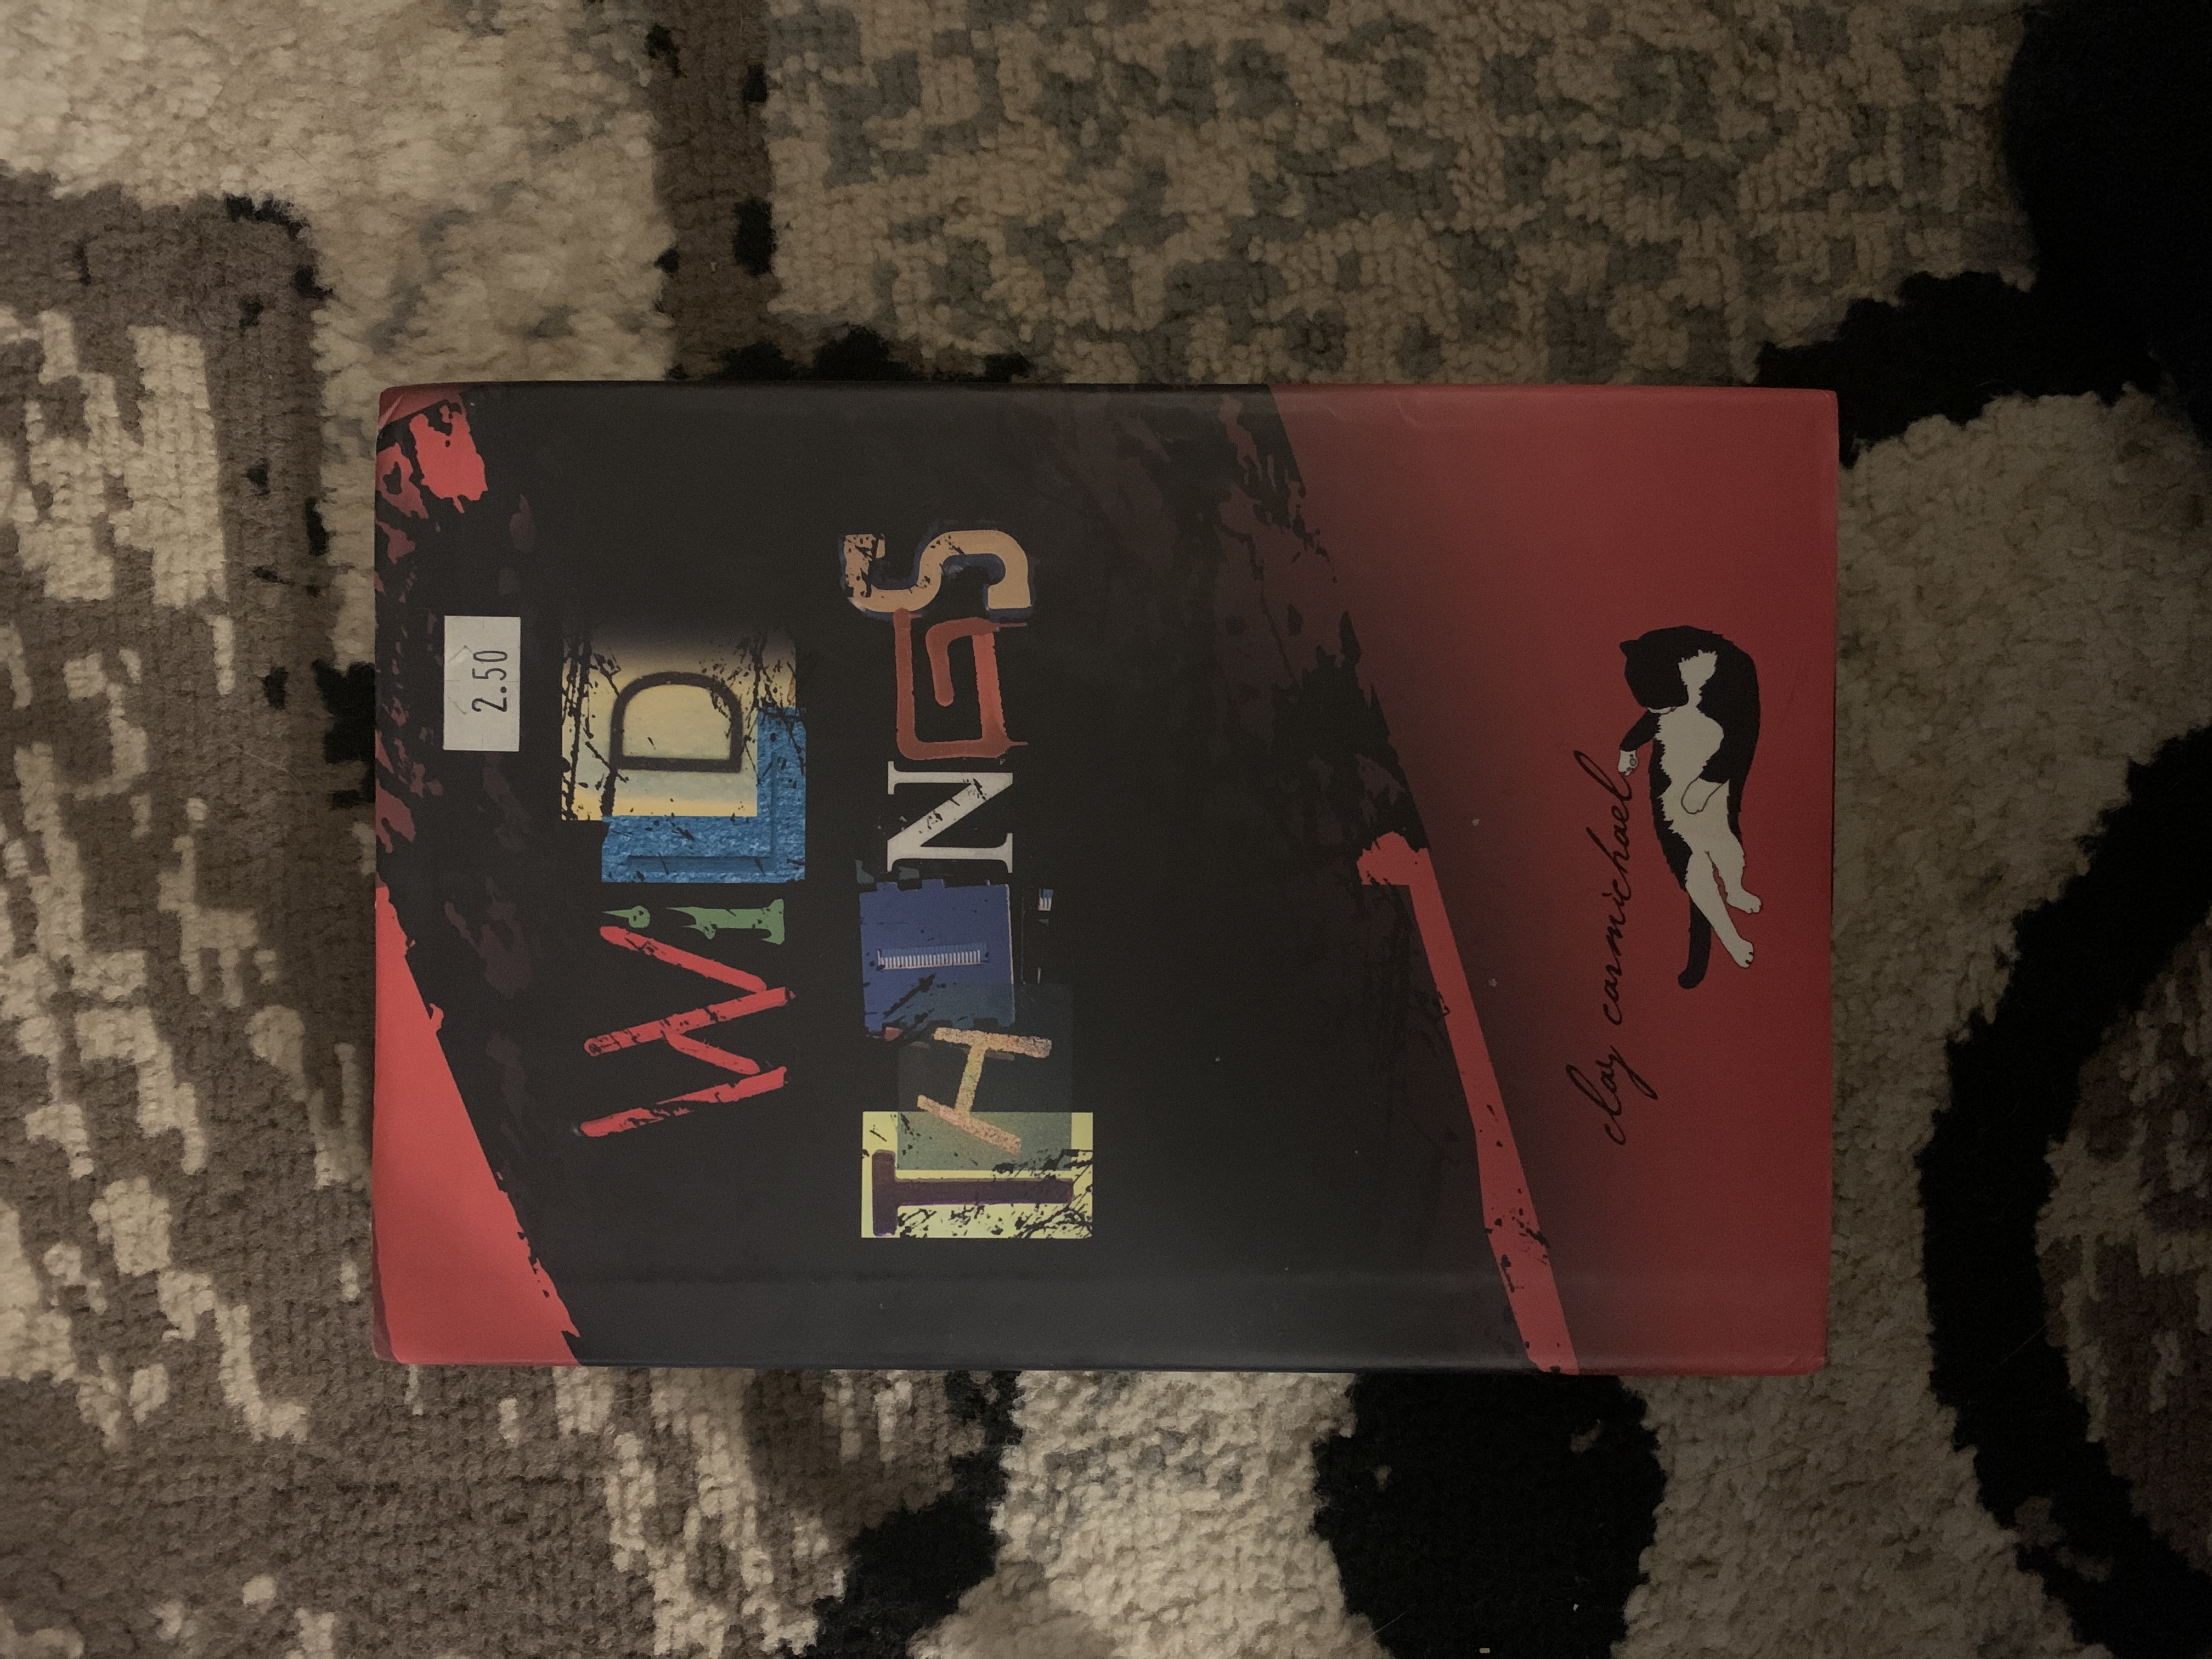 2.50
WILD
THINGS
clay carmichael